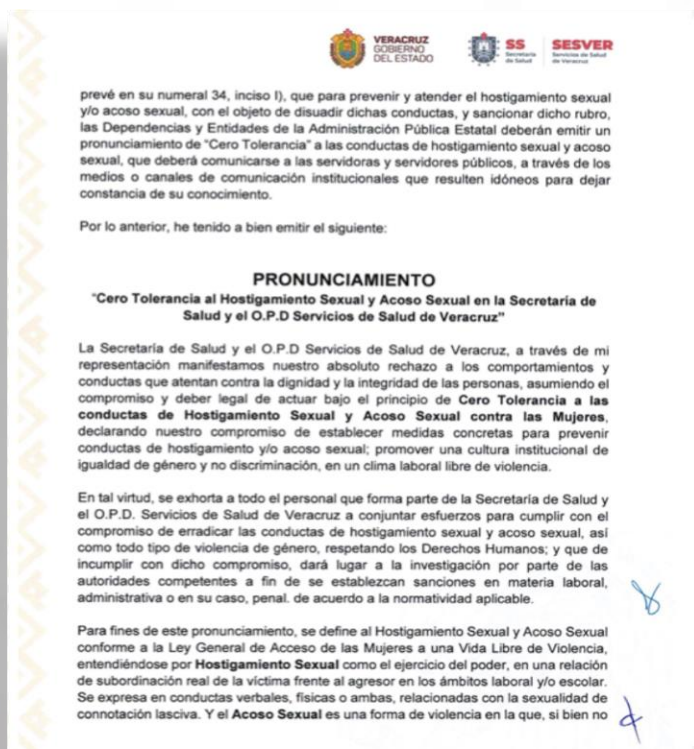 VERACRUZ
GOBIERNO
DEL ESTADO
SS
Secretaría
de Salud
SESVER
Servicios de Salud
de Veracruz
prevé en su numeral 34, inciso I), que para prevenir y atender el hostigamiento sexual
y/o acoso sexual, con el objeto de disuadir dichas conductas, y sancionar dicho rubro,
las Dependencias y Entidades de la Administración Pública Estatal deberán emitir un
pronunciamiento de "Cero Tolerancia" a las conductas de hostigamiento sexual y acoso
sexual, que deberá comunicarse a las servidoras y servidores públicos, a través de los
medios o canales de comunicación institucionales que resulten idóneos para dejar
constancia de su conocimiento.
Por lo anterior, he tenido a bien emitir el siguiente:
PRONUNCIAMIENTO
"Cero Tolerancia al Hostigamiento Sexual y Acoso Sexual en la Secretaría de
Salud y el O.P.D Servicios de Salud de Veracruz"
La Secretaría de Salud y el O.P.D Servicios de Salud de Veracruz, a través de mi
representación manifestamos nuestro absoluto rechazo a los comportamientos y
conductas que atentan contra la dignidad y la integridad de las personas, asumiendo el
compromiso y deber legal de actuar bajo el principio de Cero Tolerancia a las
conductas de Hostigamiento Sexual y Acoso Sexual contra las Mujeres,
declarando nuestro compromiso de establecer medidas concretas para prevenir
conductas de hostigamiento y/o acoso sexual; promover una cultura institucional de
igualdad de género y no discriminación, en un clima laboral libre de violencia.
En tal virtud, se exhorta a todo el personal que forma parte de la Secretaría de Salud y
el O.P.D. Servicios de Salud de Veracruz a conjuntar esfuerzos para cumplir con el
compromiso de erradicar las conductas de hostigamiento sexual y acoso sexual, así
como todo tipo de violencia de género, respetando los Derechos Humanos; y que de
incumplir con dicho compromiso, dará lugar a la investigación por parte de las
autoridades competentes a fin de se establezcan sanciones en materia laboral,
administrativa o en su caso, penal. de acuerdo a la normatividad aplicable.
Para fines de este pronunciamiento, se define al Hostigamiento Sexual y Acoso Sexual
conforme a la Ley General de Acceso de las Mujeres a una Vida Libre de Violencia,
entendiéndose por Hostigamiento Sexual como el ejercicio del poder, en una relación
de subordinación real de la víctima frente al agresor en los ámbitos laboral y/o escolar.
Se expresa en conductas verbales, físicas o ambas, relacionadas con la sexualidad de
connotación lasciva. Y el Acoso Sexual es una forma de violencia en la que, si bien no